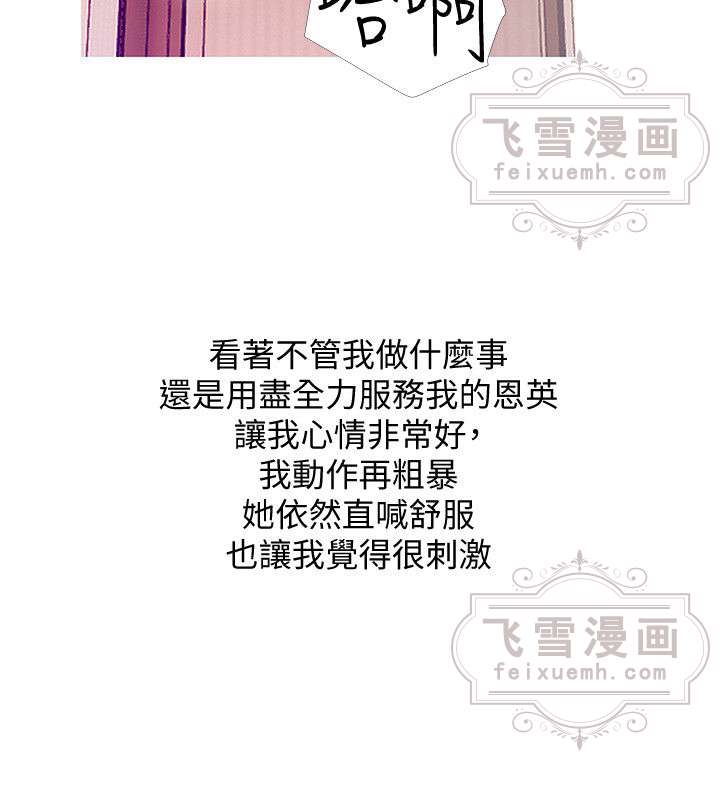 啊
飞雪漫画
feixuemh.com
看著不管我做什麼事
還是用盡全力服務我的恩英
讓我心情非常好,
我動作再粗暴
她依然直喊舒服
也讓我覺得很刺激
飞雪漫画
feixuemh.com